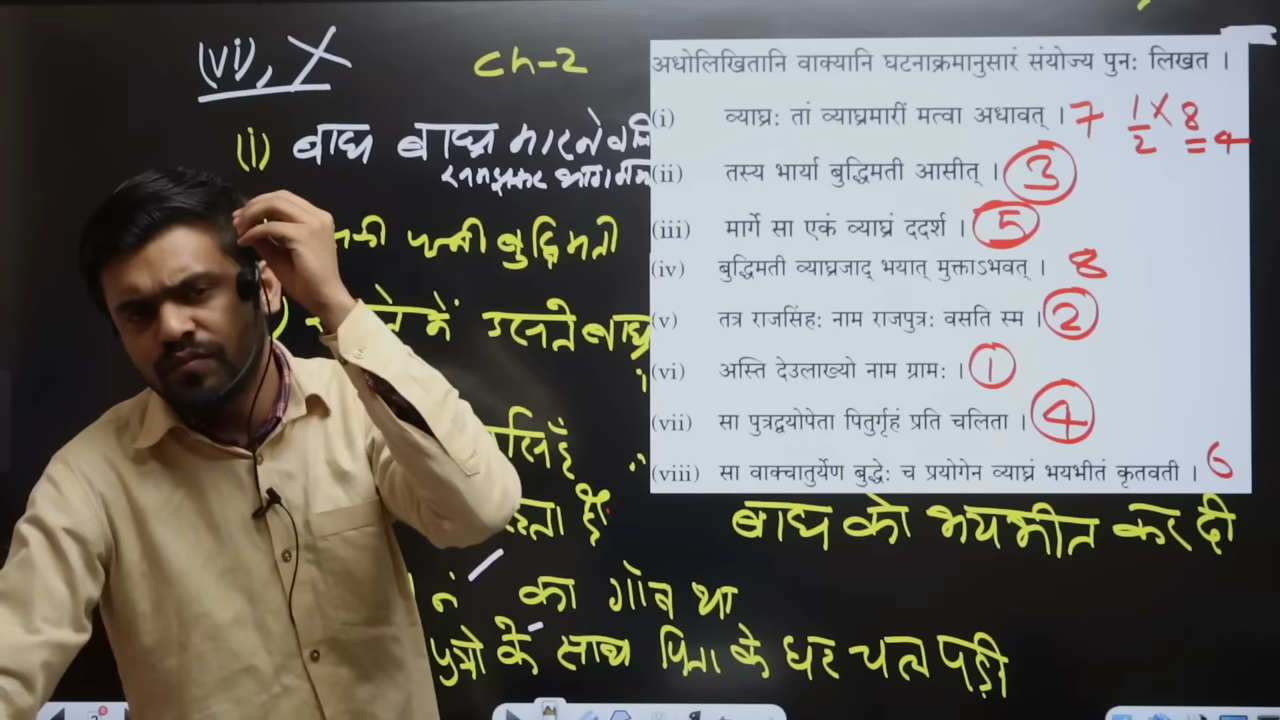 (vi), X
ch-2
(i) बाघ बाघ मारने
समझकर भाग गया
पत्नी बुद्धिमती
में उसने बाघ
रहता है
का गाँव था
पुत्रो के साथ पिता के घर चल पड़ी
बाघ को भयभीत कर दी
अधोलिखितानि वाक्यानि घटनाक्रमानुसारं संयोज्य पुनः लिखत ।
(i) व्याघ्रः तां व्याघ्रमारीं मत्वा अधावत् । 7 1/2 × 8 = 4
(ii) तस्य भार्या बुद्धिमती आसीत् । 3
(iii) मार्गे सा एकं व्याघ्रं ददर्श । 5
(iv) बुद्धिमती व्याघ्रजाद् भयात् मुक्ताऽभवत् । 8
(v) तत्र राजसिंहः नाम राजपुत्रः वसति स्म । 2
(vi) अस्ति देउलाख्यो नाम ग्रामः । 1
(vii) सा पुत्रद्वयोपेता पितुर्गृहं प्रति चलिता । 4
(viii) सा वाक्चातुर्येण बुद्धेः च प्रयोगेन व्याघ्रं भयभीतं कृतवती । 6